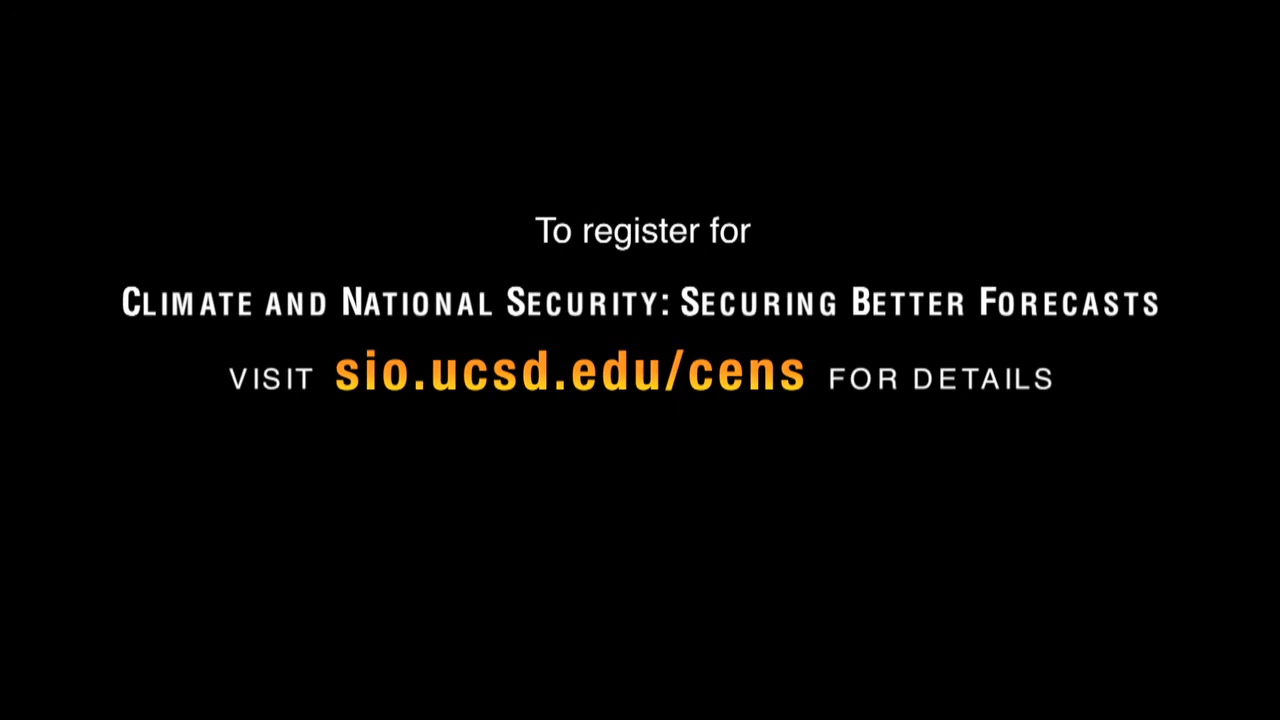 To register for
CLIMATE AND NATIONAL SECURITY: SECURING BETTER FORECASTS
VISIT sio.ucsd.edu/cens FOR DETAILS